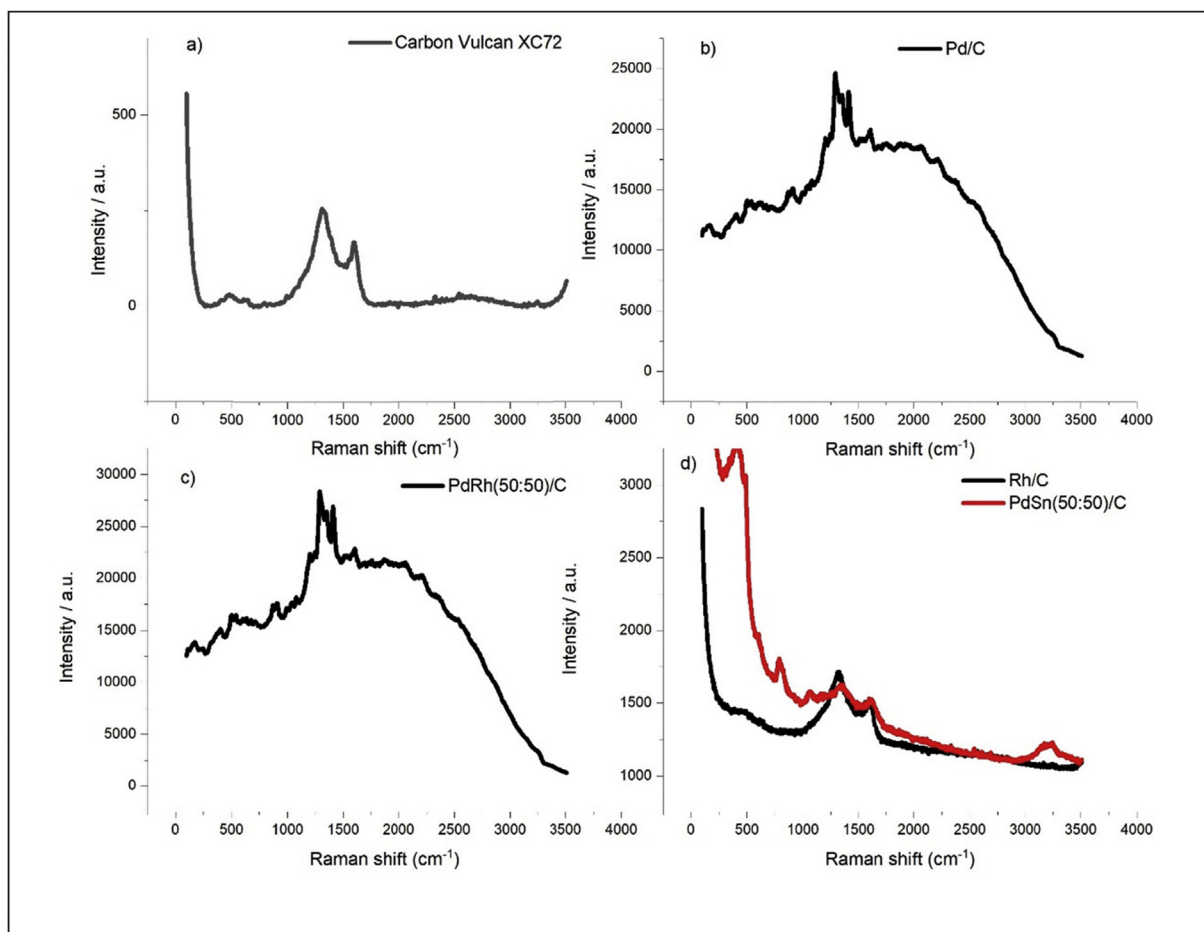 a)
Carbon Vulcan XC72
500
0
Intensity / a.u.
0 500 1000 1500 2000 2500 3000 3500 4000
Raman shift (cm-1)
b)
Pd/C
25000
20000
15000
10000
5000
0
Intensity / a.u.
0 500 1000 1500 2000 2500 3000 3500 4000
Raman shift (cm-1)
c)
PdRh(50:50)/C
30000
25000
22500
20000
15000
10000
5000
0
Intensity / a.u.
0 500 1000 1500 2000 2500 3000 3500 4000
Raman shift (cm-1)
d)
Rh/C
PdSn(50:50)/C
3000
2500
2000
1500
1000
Intensity / a.u.
0 500 1000 1500 2000 2500 3000 3500 4000
Raman shift (cm-1)